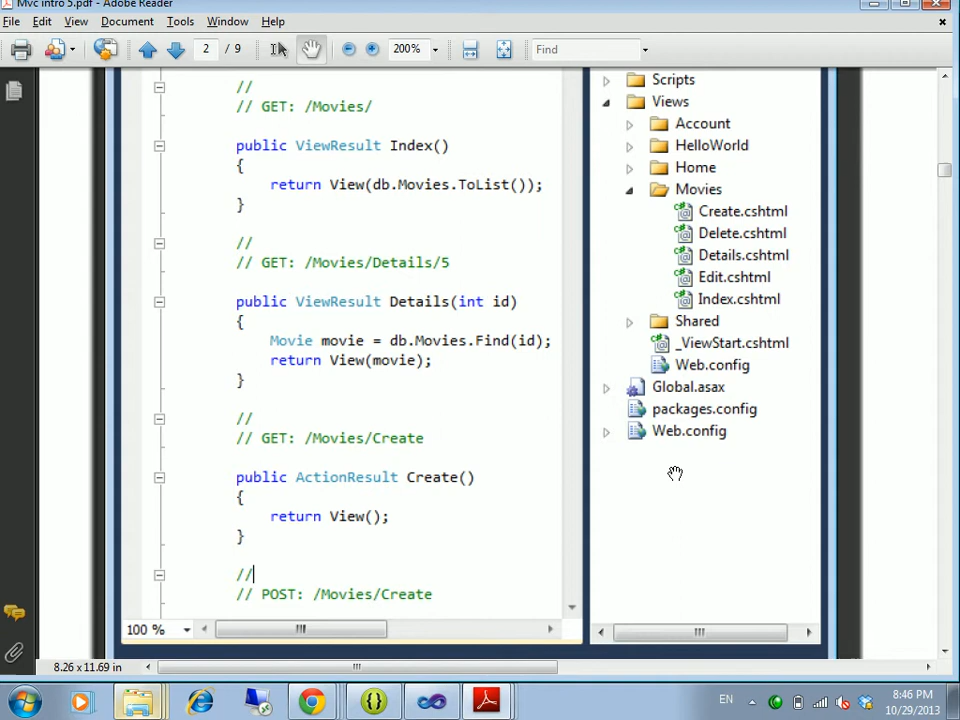 Mvc intro 5.pdf - Adobe Reader
File Edit View Document Tools Window Help
2 / 9 200% Find
//
// GET: /Movies/
public ViewResult Index()
{
return View(db.Movies.ToList());
}
//
// GET: /Movies/Details/5
public ViewResult Details(int id)
{
Movie movie = db.Movies.Find(id);
return View(movie);
}
//
// GET: /Movies/Create
public ActionResult Create()
{
return View();
}
//
// POST: /Movies/Create
100 %
Scripts
Views
Account
HelloWorld
Home
Movies
Create.cshtml
Delete.cshtml
Details.cshtml
Edit.cshtml
Index.cshtml
Shared
_ViewStart.cshtml
Web.config
Global.asax
packages.config
Web.config
8.26 x 11.69 in
EN
8:46 PM
10/29/2013